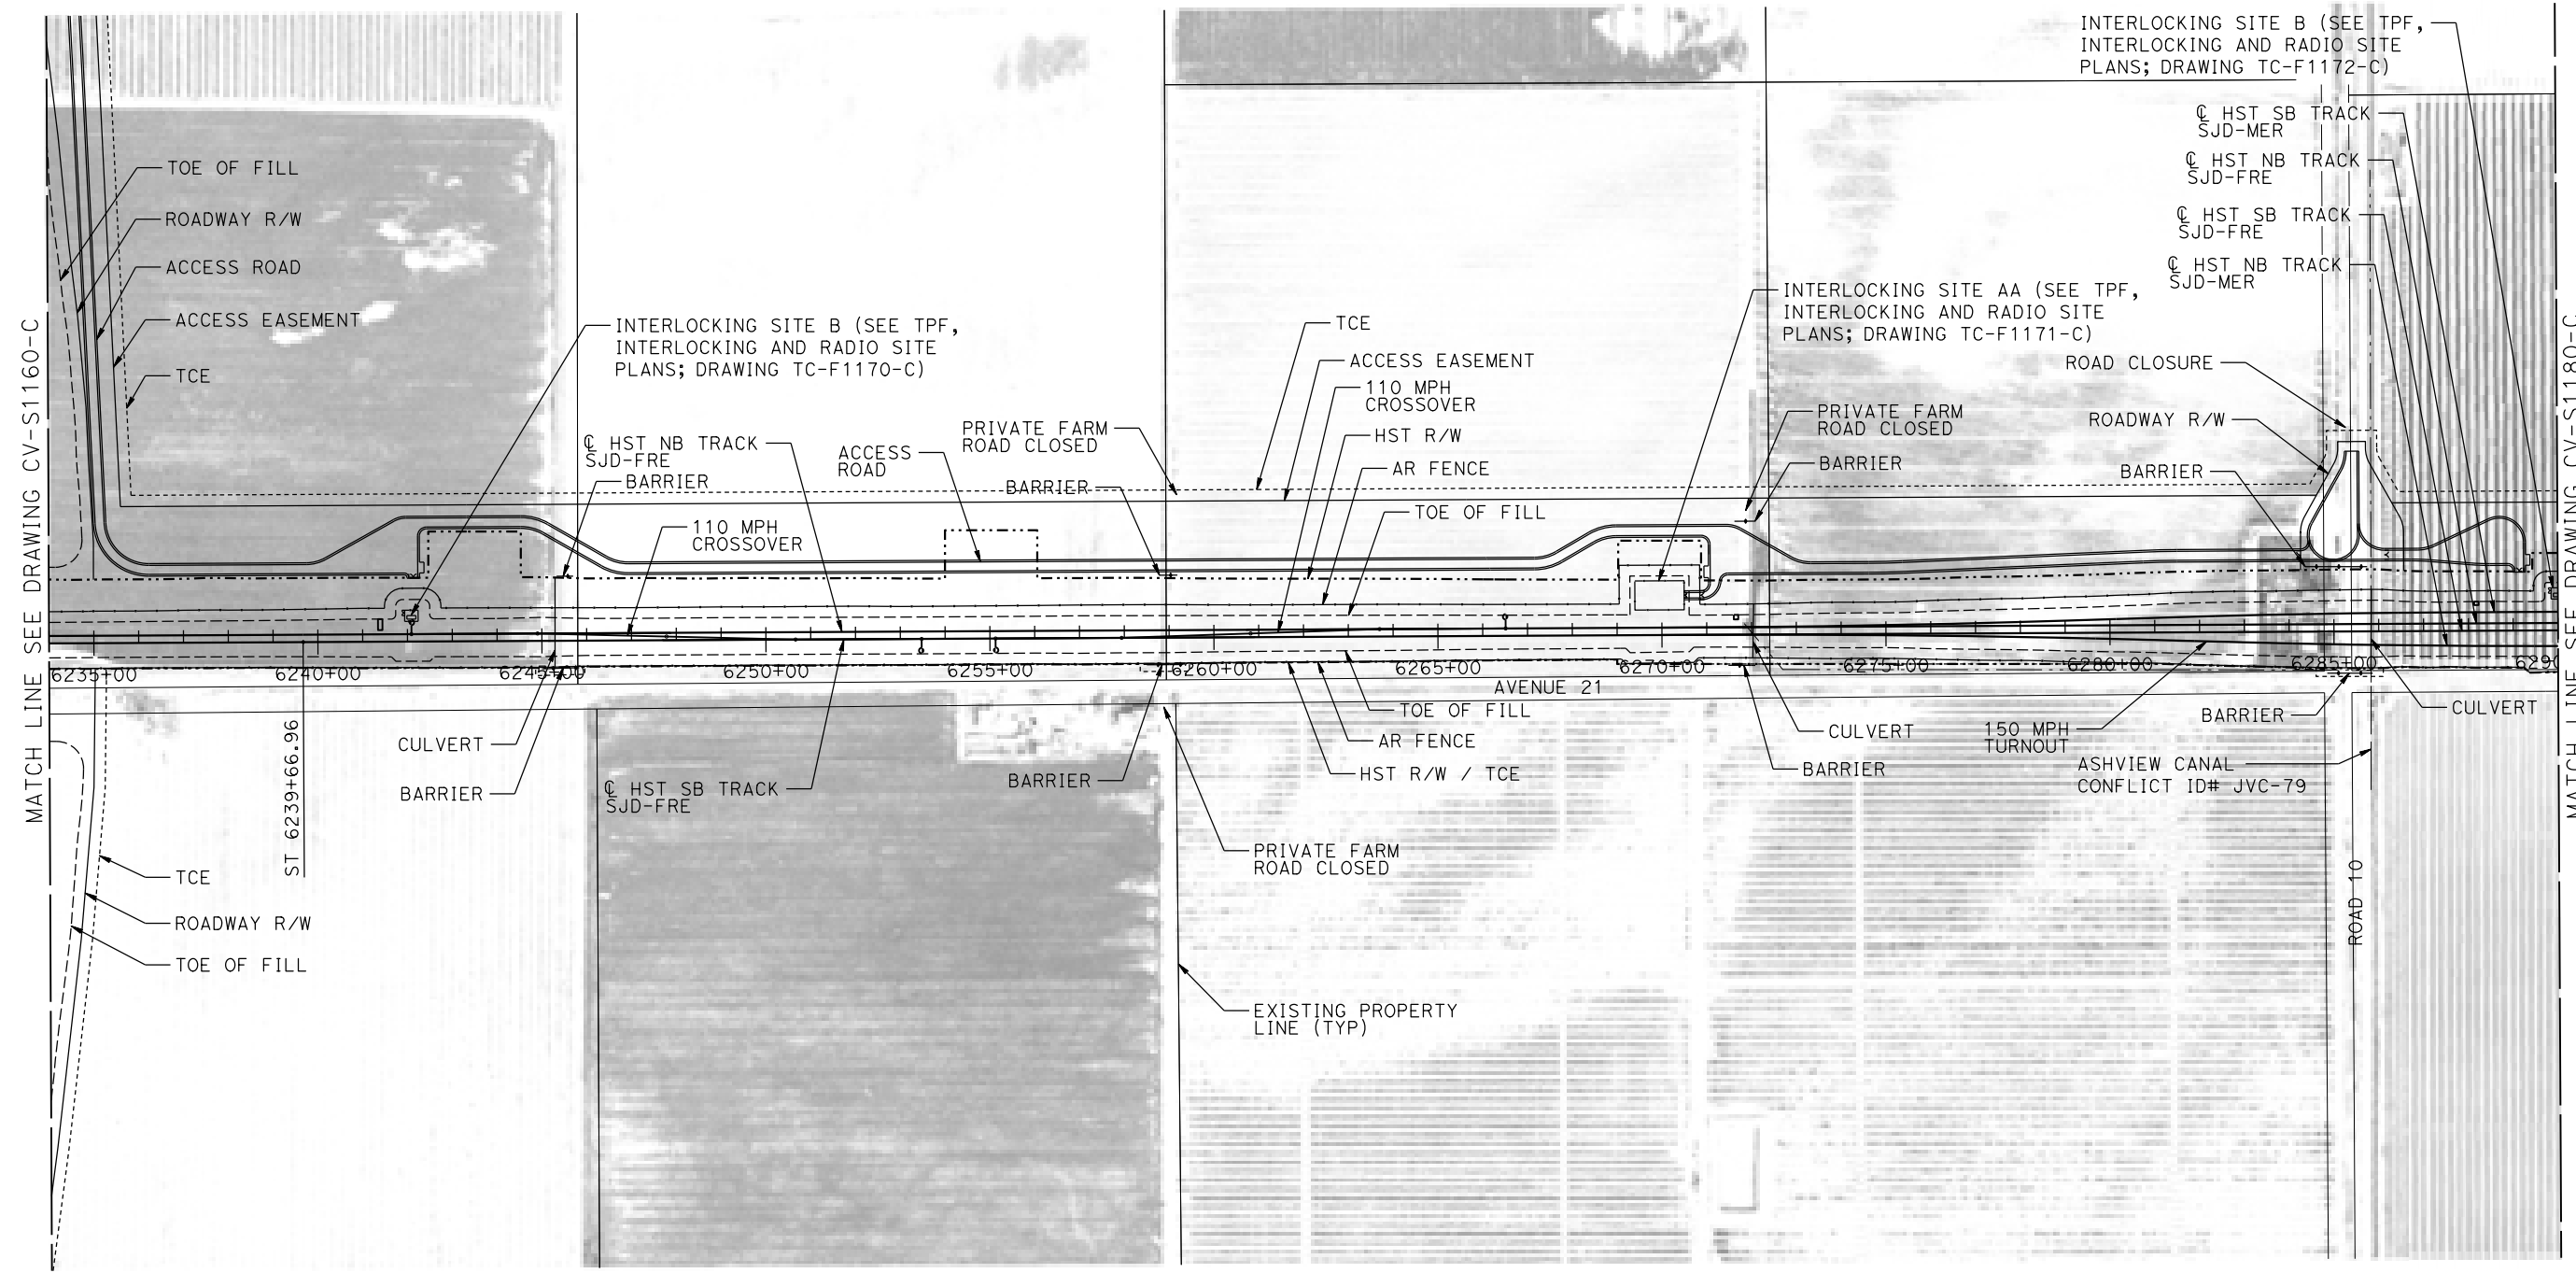 INTERLOCKING SITE B (SEE TPF,
INTERLOCKING AND RADIO SITE
PLANS; DRAWING TC-F1172-C)
℄ HST SB TRACK
SJD-MER
℄ HST NB TRACK
SJD-FRE
℄ HST SB TRACK
SJD-FRE
℄ HST NB TRACK
SJD-MER
TOE OF FILL
ROADWAY R/W
ACCESS ROAD
ACCESS EASEMENT
TCE
INTERLOCKING SITE B (SEE TPF,
INTERLOCKING AND RADIO SITE
PLANS; DRAWING TC-F1170-C)
℄ HST NB TRACK
SJD-FRE
BARRIER
110 MPH
CROSSOVER
ACCESS
ROAD
PRIVATE FARM
ROAD CLOSED
BARRIER
TCE
ACCESS EASEMENT
110 MPH
CROSSOVER
HST R/W
AR FENCE
TOE OF FILL
INTERLOCKING SITE AA (SEE TPF,
INTERLOCKING AND RADIO SITE
PLANS; DRAWING TC-F1171-C)
PRIVATE FARM
ROAD CLOSED
BARRIER
ROAD CLOSURE
ROADWAY R/W
BARRIER
MATCH LINE SEE DRAWING CV-S1160-C
MATCH LINE SEE DRAWING CV-S1180-C
6235+00
6240+00
6245+00
6250+00
6255+00
6260+00
6265+00
6270+00
6275+00
6280+00
6285+00
6290
AVENUE 21
ST 6239+66.96
CULVERT
BARRIER
℄ HST SB TRACK
SJD-FRE
BARRIER
TOE OF FILL
AR FENCE
HST R/W / TCE
PRIVATE FARM
ROAD CLOSED
CULVERT
BARRIER
150 MPH
TURNOUT
BARRIER
CULVERT
ASHVIEW CANAL
CONFLICT ID# JVC-79
ROAD 10
TCE
ROADWAY R/W
TOE OF FILL
EXISTING PROPERTY
LINE (TYP)